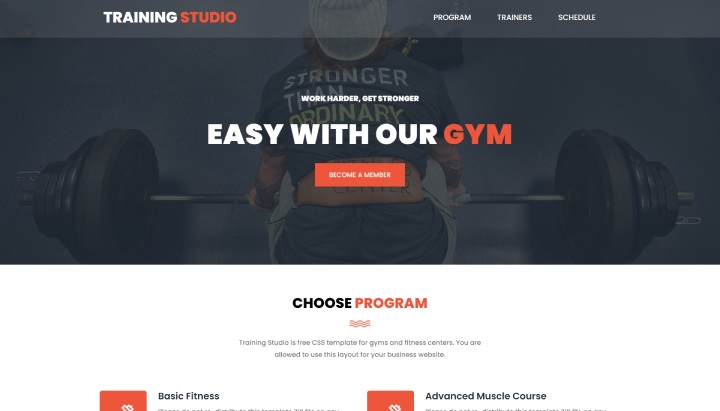 TRAINING STUDIO
PROGRAM
TRAINERS
SCHEDULE
STRONGER
THAN
WORK HARDER, GET STRONGER
ORDINARY
EASY WITH OUR GYM
BECOME A MEMBER
CENTER
CHOOSE PROGRAM
Training Studio is free CSS template for gyms and fitness centers. You are
allowed to use this layout for your business website.
Basic Fitness
Advanced Muscle Course